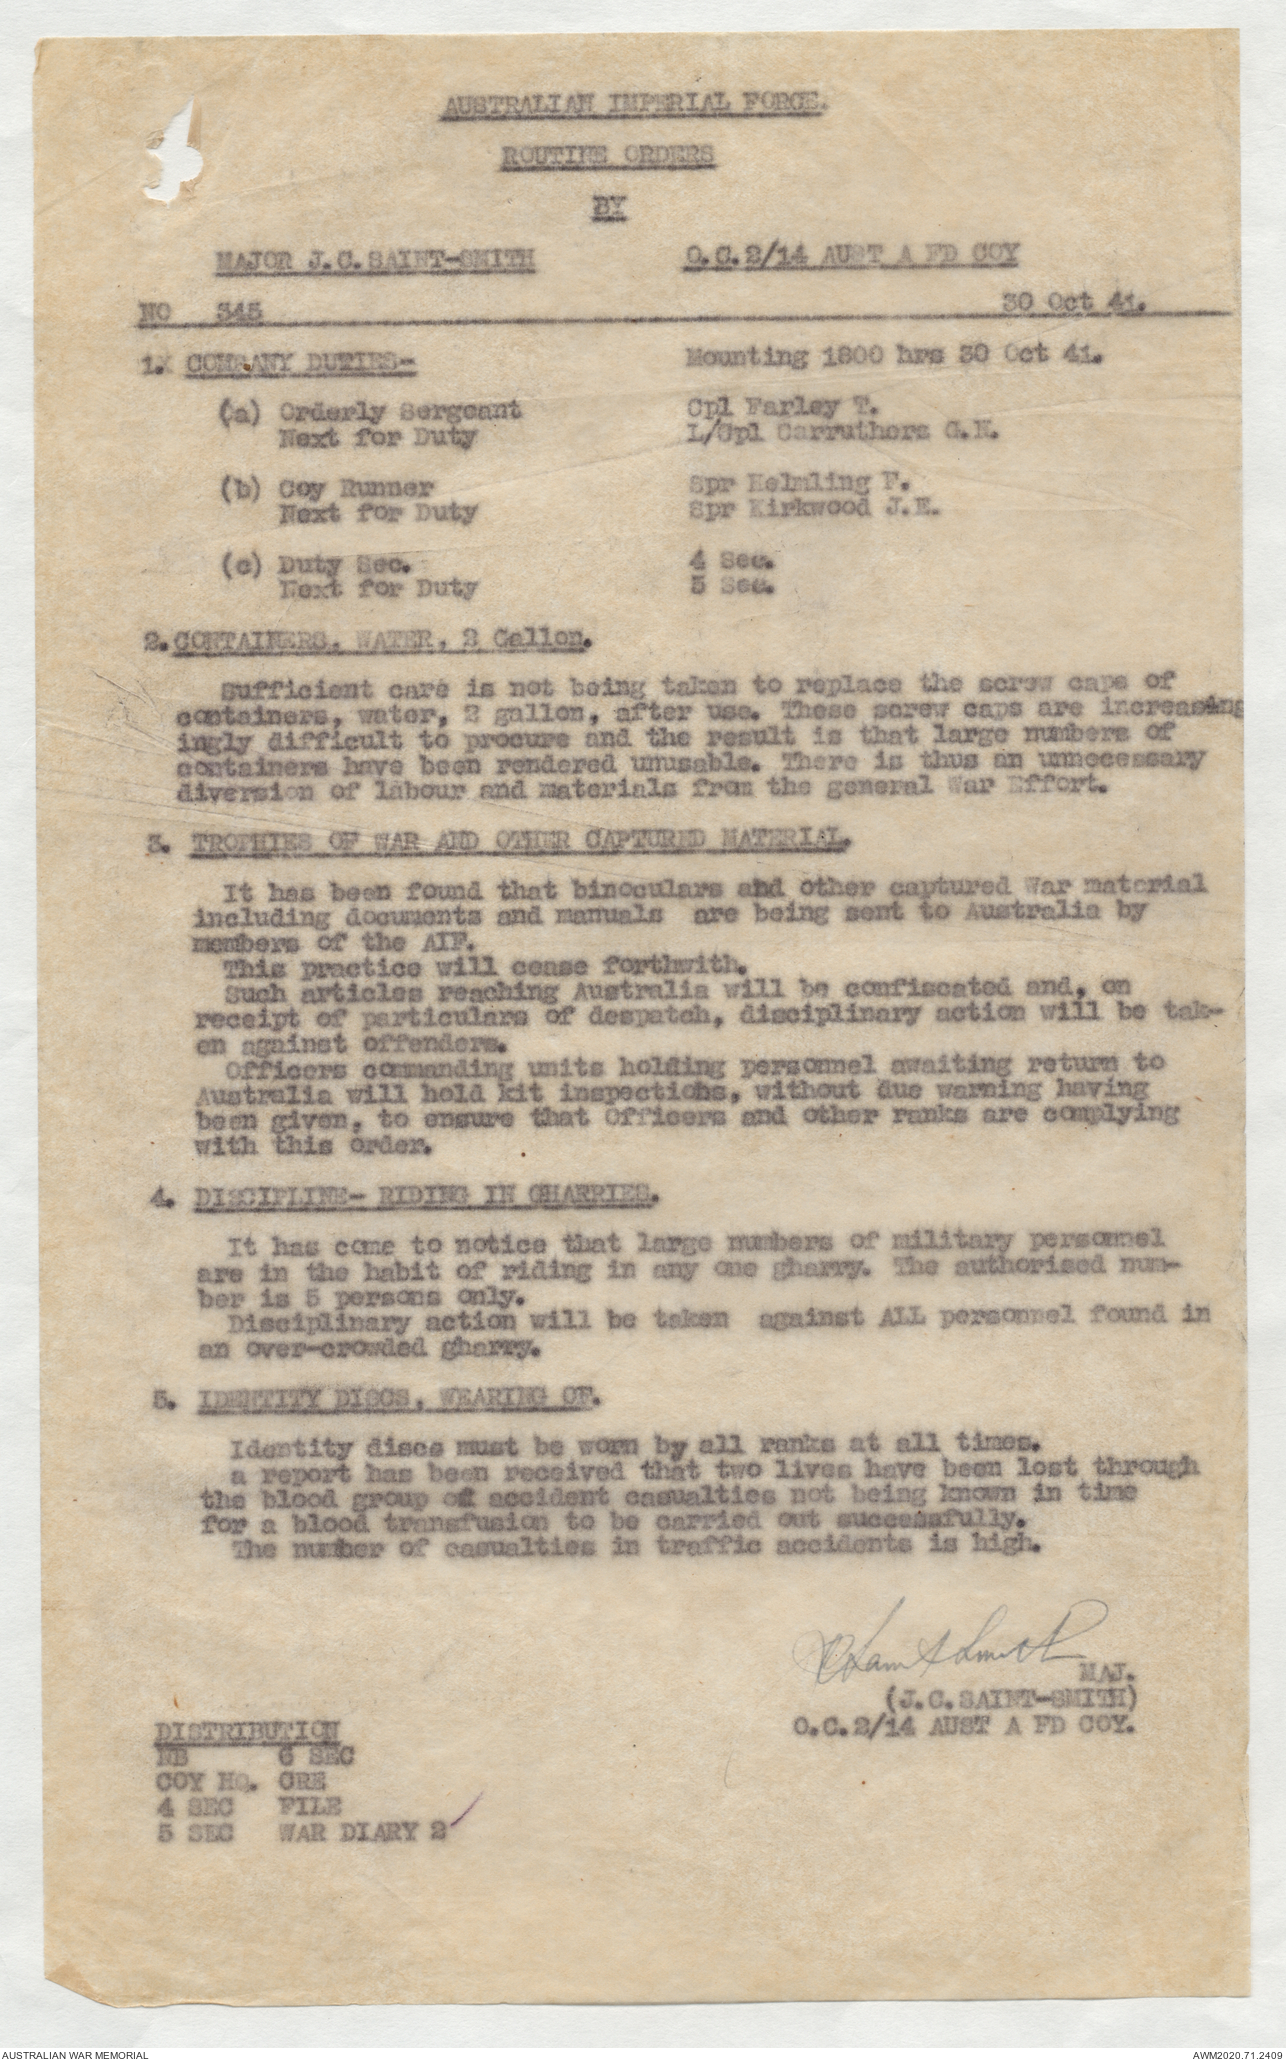 AUSTRALIAN IMPERIAL FORCE.
ROUTINE ORDERS
BY
MAJOR J.C.SAINT-SMITH O.C.2/14 AUST A FD COY
NO 345 30 Oct 41.
1. COMPANY DUTIES- Mounting 1800 hrs 30 Oct 41.
(a) Orderly Sergeant Cpl Farley T.
Next for Duty L/Cpl Carruthers G.N.
(b) Coy Runner Spr Helmling F.
Next for Duty Spr Kirkwood J.E.
(c) Duty Sec. 4 Sec.
Next for Duty 5 Sec.
2. CONTAINERS, WATER, 2 Gallon.
Sufficient care is not being taken to replace the screw caps of
containers, water, 2 gallon, after use. These screw caps are increasing
ingly difficult to procure and the result is that large numbers of
containers have been rendered unusable. There is thus an unnecessary
diversion of labour and materials from the general War Effort.
3. TROPHIES OF WAR AND OTHER CAPTURED MATERIAL.
It has been found that binoculars and other captured War material
including documents and manuals are being sent to Australia by
members of the AIF.
This practice will cease forthwith.
Such articles reaching Australia will be confiscated and, on
receipt of particulars of despatch, disciplinary action will be tak-
en against offenders.
Officers commanding units holding personnel awaiting return to
Australia will hold kit inspections, without due warning having
been given, to ensure that Officers and other ranks are complying
with this order.
4. DISCIPLINE- RIDING IN GHARRIES.
It has come to notice that large numbers of military personnel
are in the habit of riding in any one gharry. The authorised num-
ber is 5 persons only.
Disciplinary action will be taken against ALL personnel found in
an over-crowded gharry.
5. IDENTITY DISCS, WEARING OF.
Identity discs must be worn by all ranks at all times.
a report has been received that two lives have been lost through
the blood group of accident casualties not being known in time
for a blood transfusion to be carried out sucessfully.
The number of casualties in traffic accidents is high.
JC Saint Smith
MAJ.
(J.C.SAINT-SMITH)
O.C.2/14 AUST A FD COY.
DISTRIBUTION
NB 6 SEC
COY HQ. CRE
4 SEC FILE
5 SEC WAR DIARY 2
AUSTRALIAN WAR MEMORIAL AWM2020.71.2409